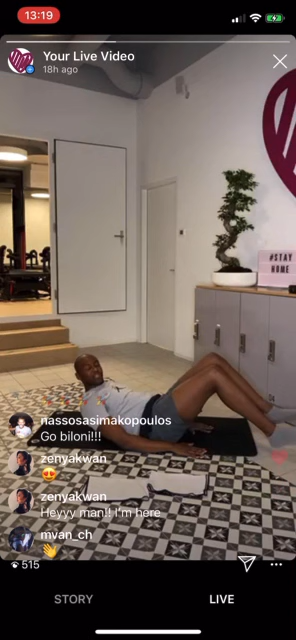 13:19
Your Live Video
18h ago
#STAY
HOME
nassosasimakopoulos
Go biloni!!!
zenyakwan
😍
zenyakwan
Heyyy man!! I'm here
mvan_ch
👋
515
STORY
LIVE